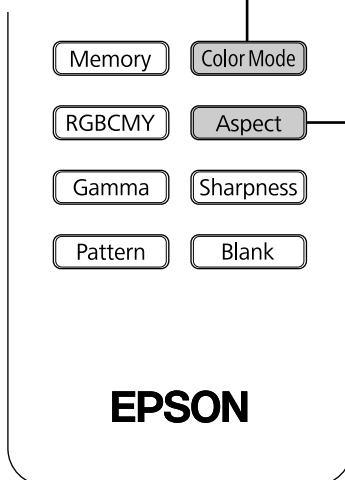 Memory Color Mode
RGBCMY Aspect
Gamma Sharpness
Pattern Blank
EPSON